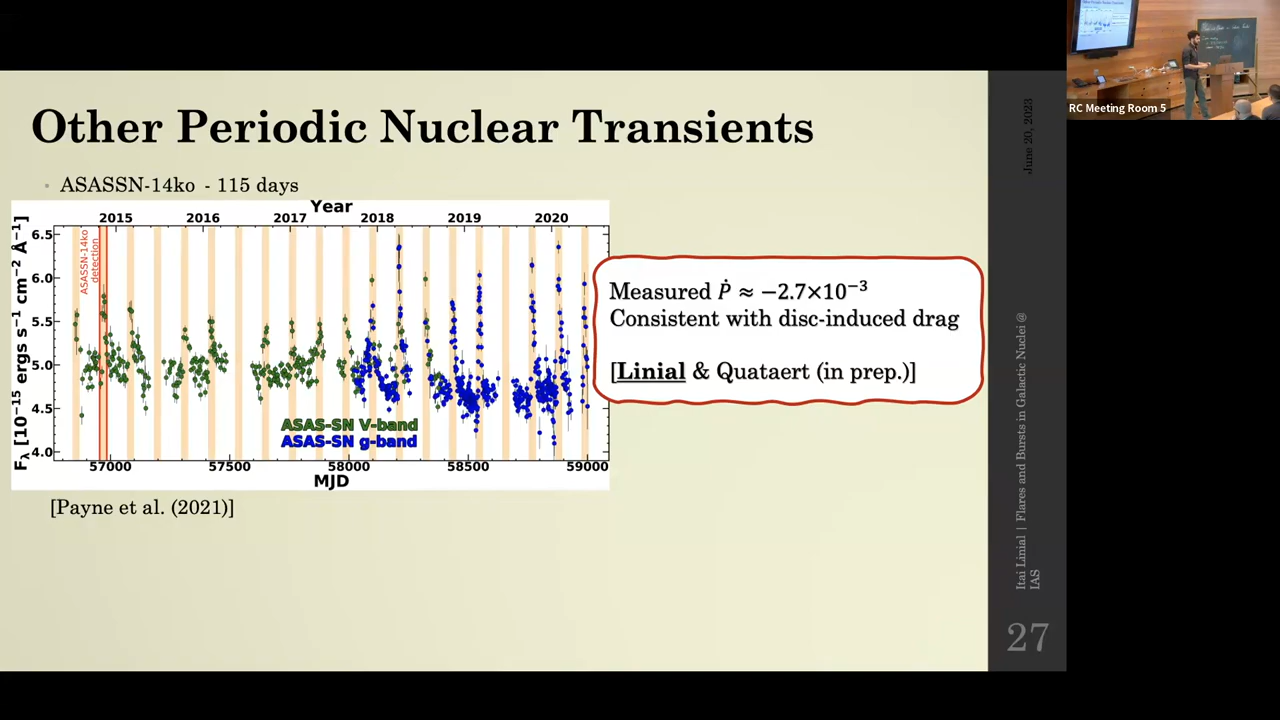 Other Periodic Nuclear Transients
• ASASSN-14ko - 115 days
Year
2015 2016 2017 2018 2019 2020
6.5
6.0
5.5
5.0
4.5
4.0
Fλ [10⁻¹⁵ ergs s⁻¹ cm⁻² Å⁻¹]
ASASSN-14ko
detection
ASAS-SN V-band
ASAS-SN g-band
57000 57500 58000 58500 59000
MJD
[Payne et al. (2021)]
Measured Ṗ ≈ −2.7×10⁻³
Consistent with disc-induced drag
[Linial & Quataert (in prep.)]
June 20, 2023
Itai Linial | Flares and Bursts in Galactic Nuclei @
IAS
27
RC Meeting Room 5